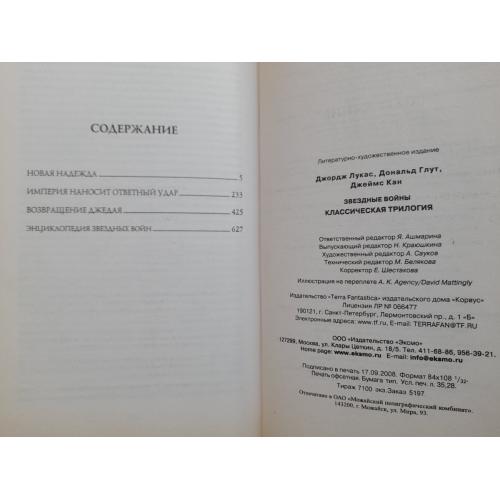 СОДЕРЖАНИЕ
НОВАЯ НАДЕЖДА 5
ИМПЕРИЯ НАНОСИТ ОТВЕТНЫЙ УДАР 233
ВОЗВРАЩЕНИЕ ДЖЕДАЯ 425
ЭНЦИКЛОПЕДИЯ ЗВЕЗДНЫХ ВОЙН 627
Литературно-художественное издание
Джордж Лукас, Дональд Глут,
Джеймс Кан
ЗВЕЗДНЫЕ ВОЙНЫ
КЛАССИЧЕСКАЯ ТРИЛОГИЯ
Ответственный редактор Я. Ашмарина
Выпускающий редактор Н. Краюшкина
Художественный редактор А. Сауков
Технический редактор М. Белякова
Корректор Е. Шестакова
Иллюстрация на переплете A. K. Agency/David Mattingly
Издательство «Terra Fantastica» издательского дома «Корвус»
Лицензия ЛР № 066477
190121, г. Санкт-Петербург, Лермонтовский пр., д. 1 «Б»
Электронные адреса: www.tf.ru, E-mail: TERRAFAN@TF.RU
ООО «Издательство «Эксмо»
127299, Москва, ул. Клары Цеткин, д. 18/5. Тел. 411-68-86, 956-39-21.
Home page: www.eksmo.ru E-mail: info@eksmo.ru
Подписано в печать 17.09.2008. Формат 84х108 1/32.
Печать офсетная. Бумага тип. Усл. печ. л. 35,28.
Тираж 7100 экз. Заказ 5197
Отпечатано в ОАО «Можайский полиграфический комбинат».
143200, г. Можайск, ул. Мира, 93.